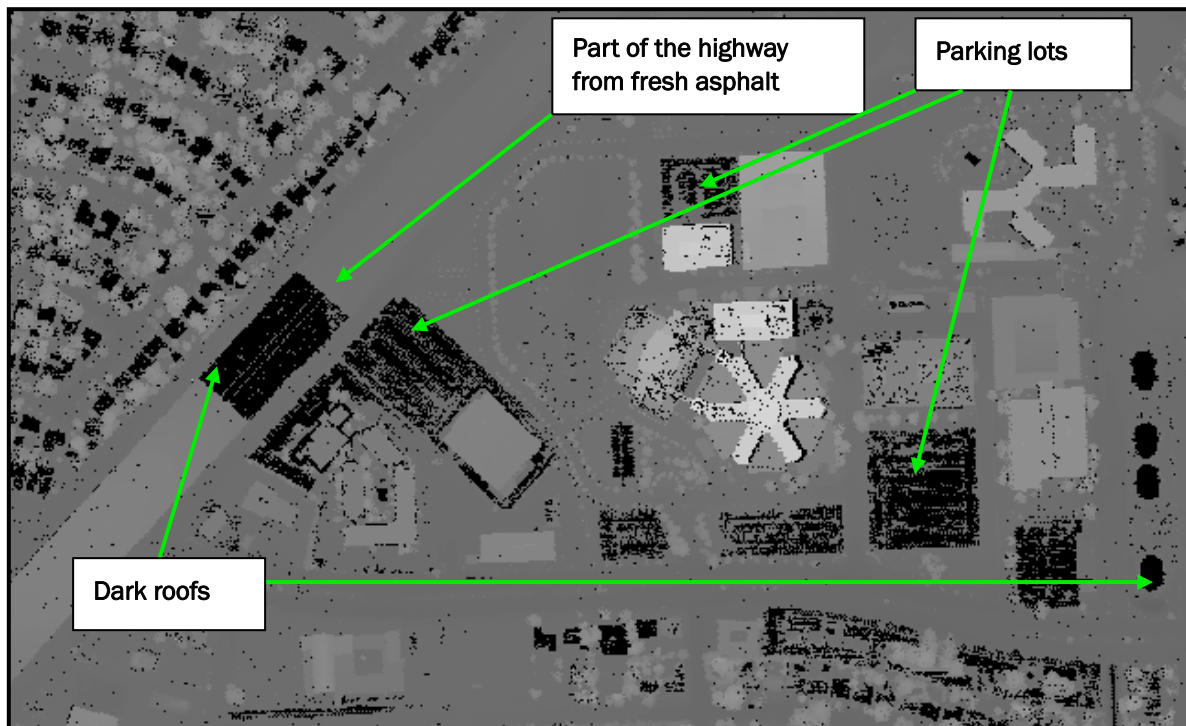 Part of the highway
from fresh asphalt
Parking lots
Dark roofs